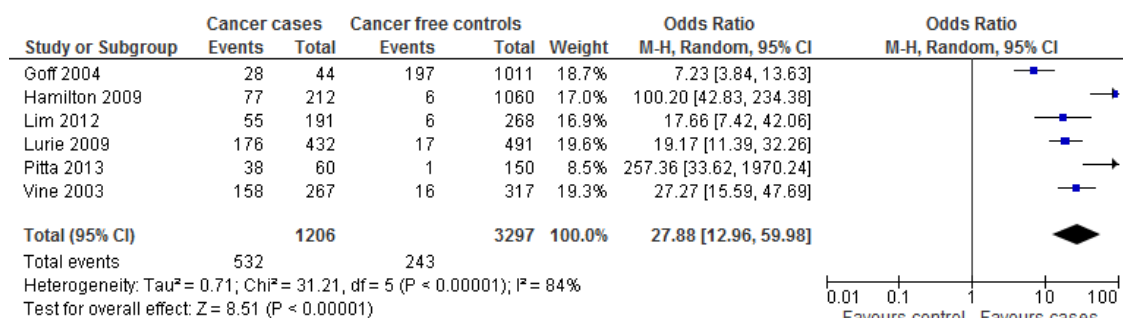 Cancer cases Cancer free controls Odds Ratio Odds Ratio
Study or Subgroup Events Total Events Total Weight M-H, Random, 95% CI M-H, Random, 95% CI
Goff 2004 28 44 197 1011 18.7% 7.23 [3.84, 13.63]
Hamilton 2009 77 212 6 1060 17.0% 100.20 [42.83, 234.38]
Lim 2012 55 191 6 268 16.9% 17.66 [7.42, 42.06]
Lurie 2009 176 432 17 491 19.6% 19.17 [11.39, 32.26]
Pitta 2013 38 60 1 150 8.5% 257.36 [33.62, 1970.24]
Vine 2003 158 267 16 317 19.3% 27.27 [15.59, 47.69]
Total (95% CI) 1206 3297 100.0% 27.88 [12.96, 59.98]
Total events 532 243
Heterogeneity: Tau² = 0.71; Chi² = 31.21, df = 5 (P < 0.00001); I² = 84%
Test for overall effect: Z = 8.51 (P < 0.00001)
0.01 0.1 1 10 100
Favours control Favours cases